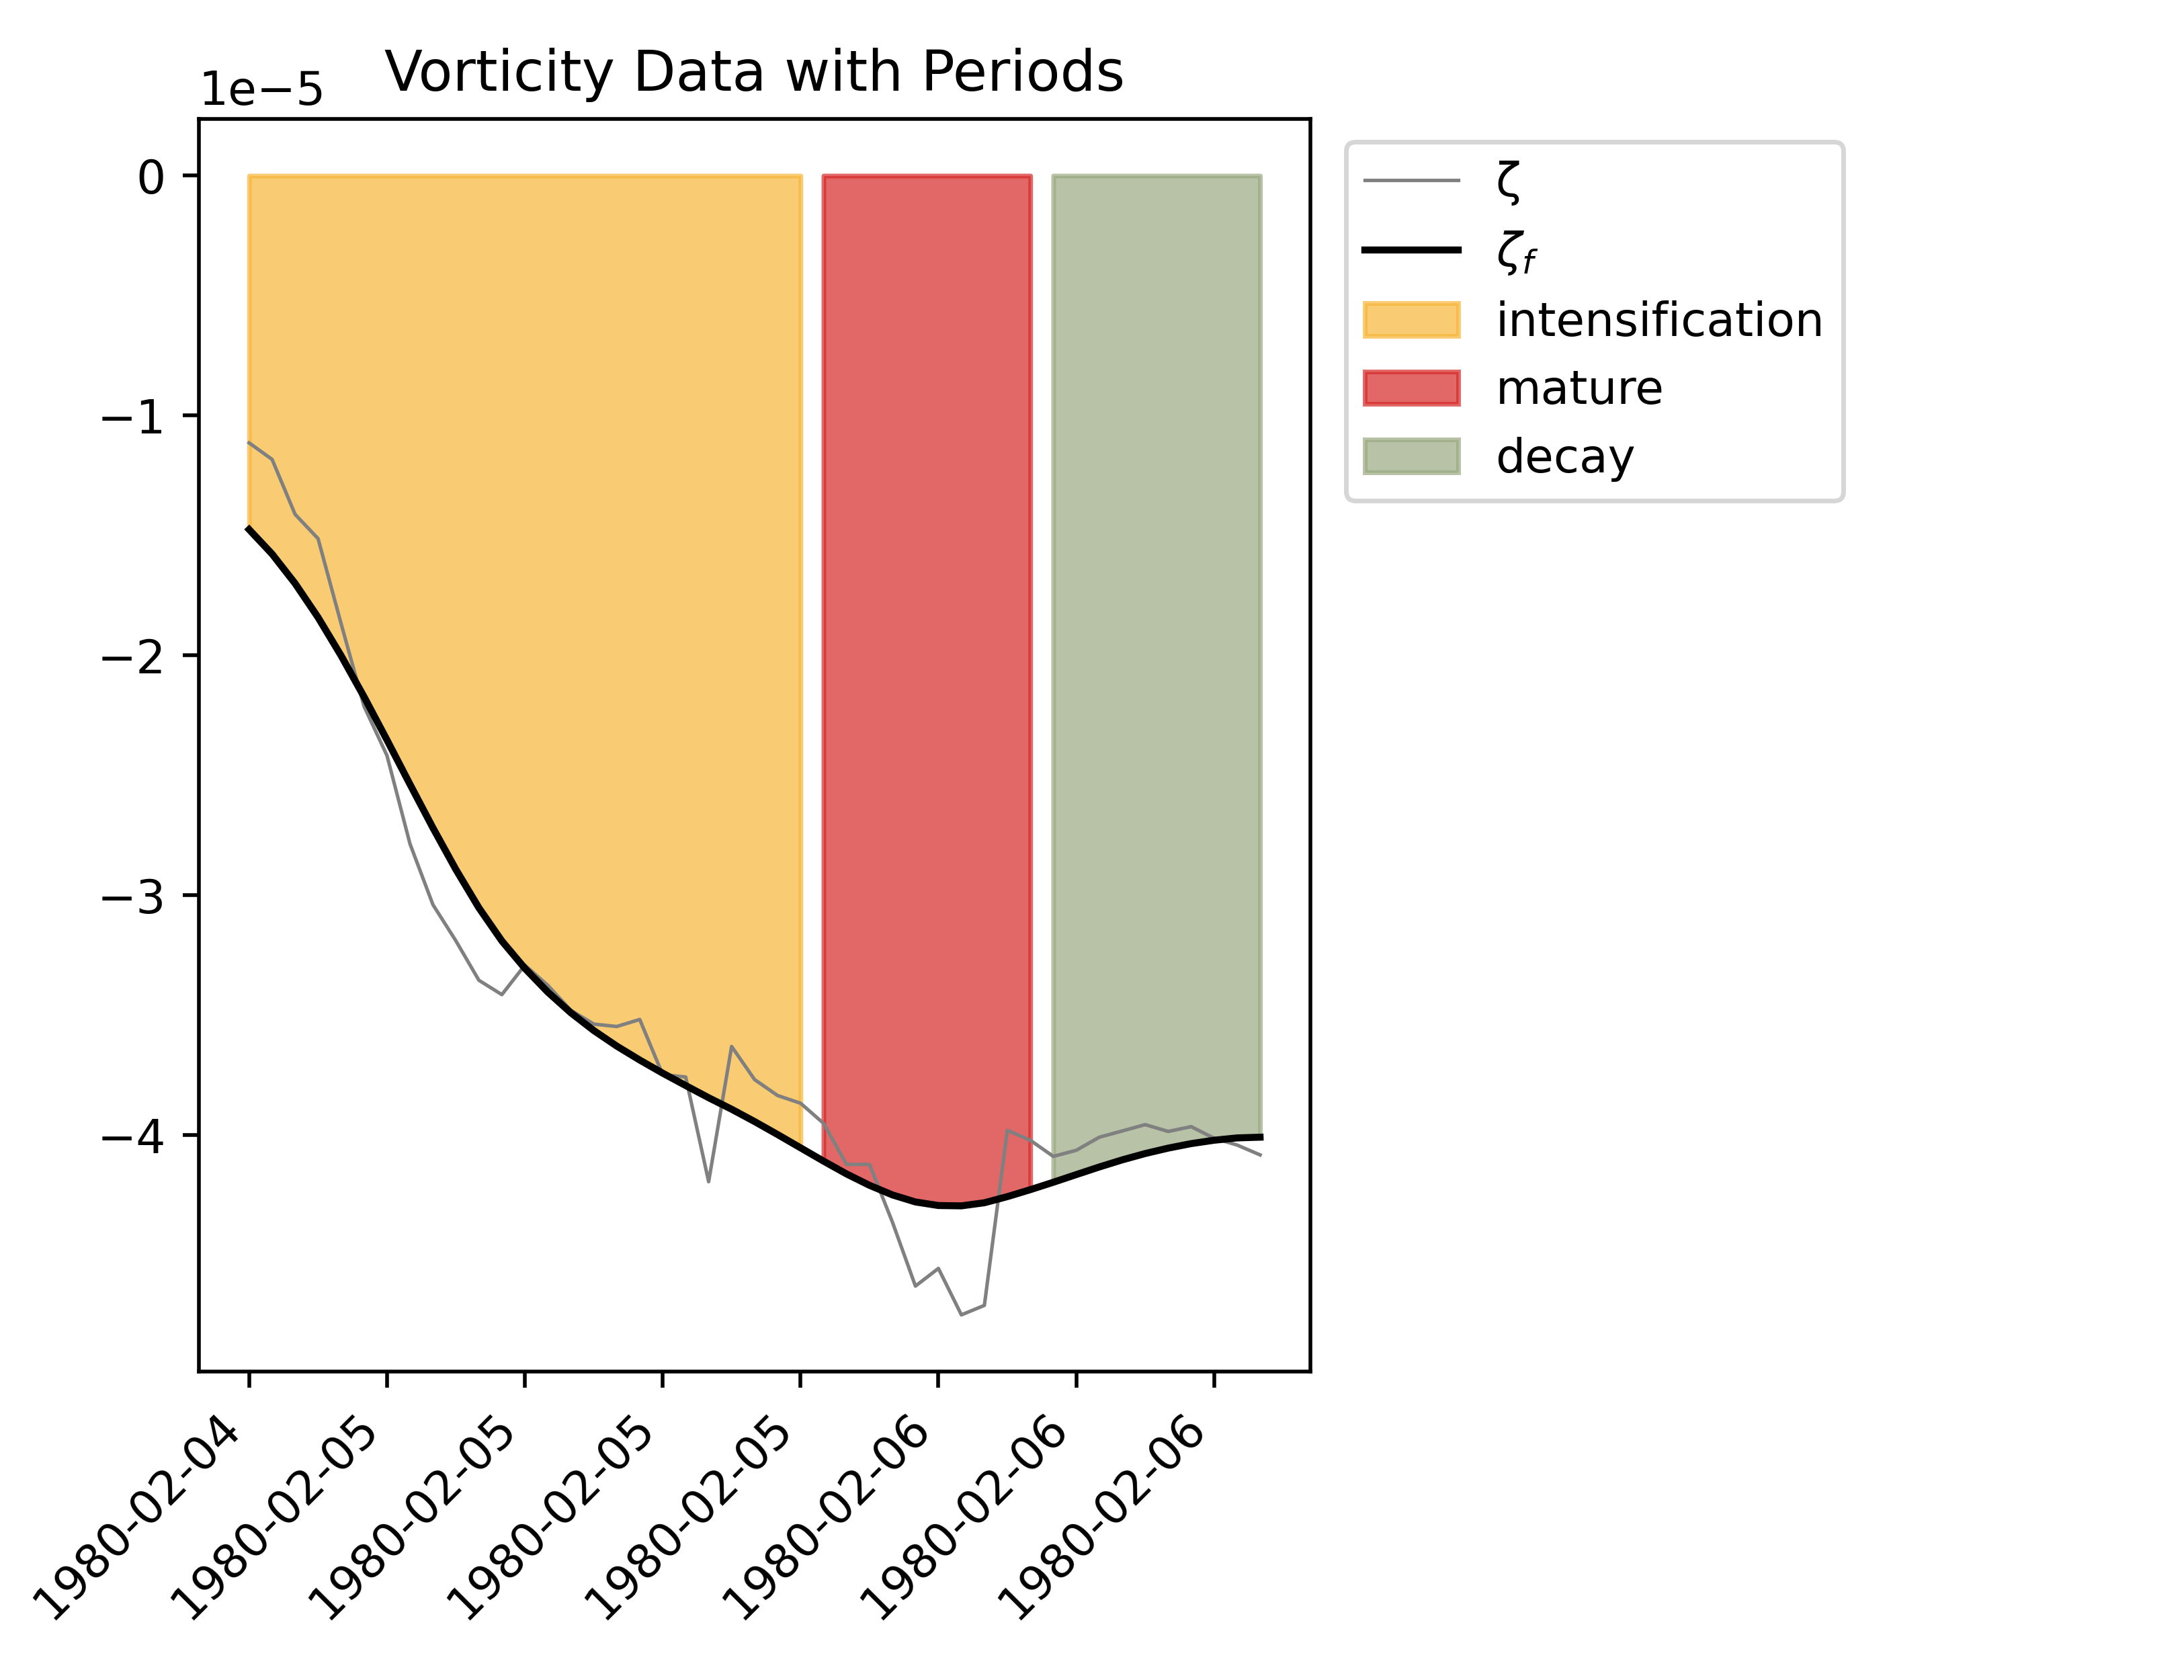 Vorticity Data with Periods
1e−5
0
−1
−2
−3
−4
1980-02-04
1980-02-05
1980-02-05
1980-02-05
1980-02-05
1980-02-06
1980-02-06
1980-02-06
ζ
ζf
intensification
mature
decay